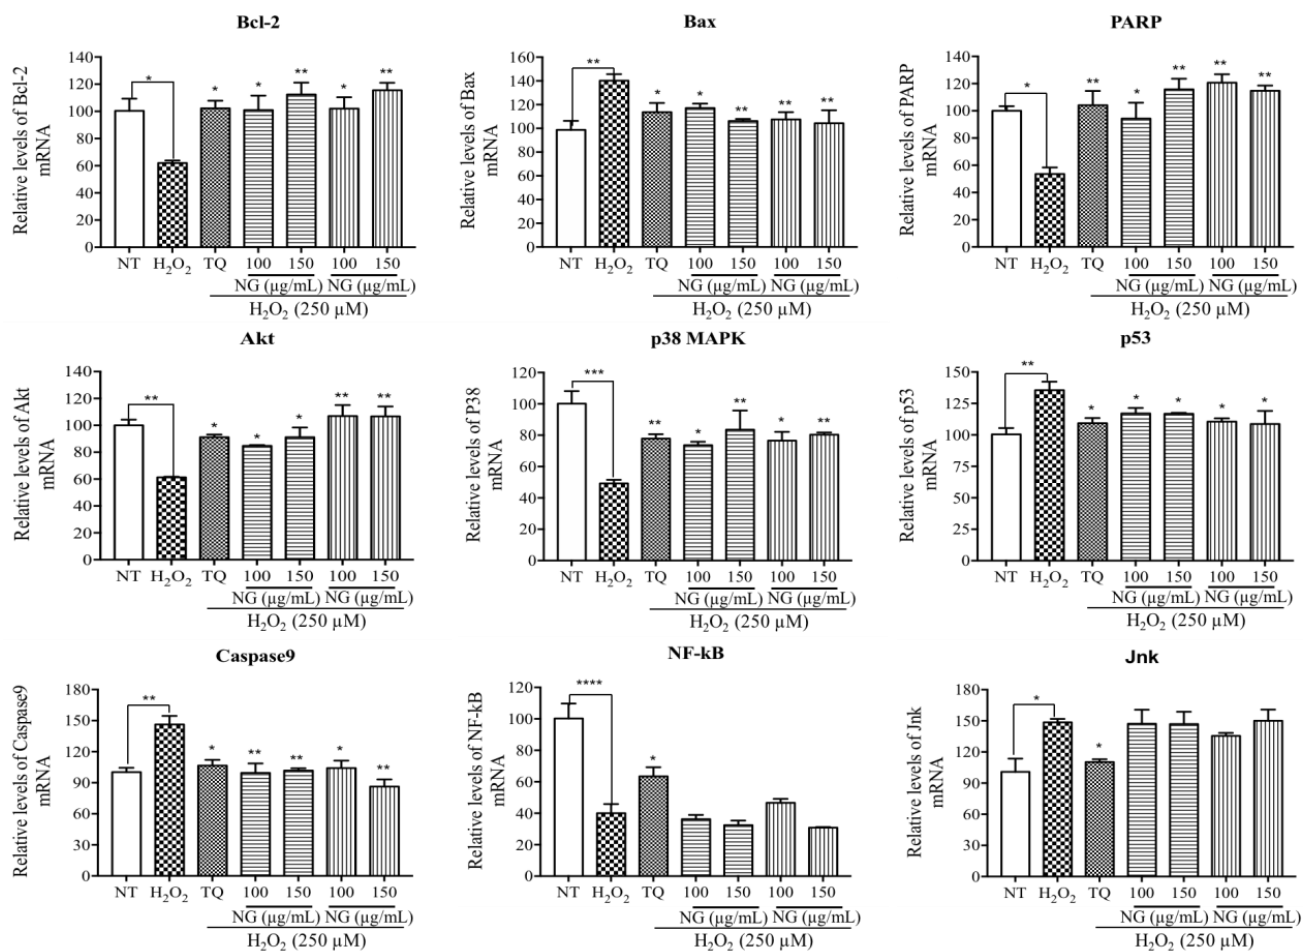 Bcl-2
Relative levels of Bcl-2
mRNA
140
120
100
80
60
40
20
0
*
*
*
**
*
**
NT H₂O₂ TQ 100 150 100 150
NG (µg/mL) NG (µg/mL)
H₂O₂ (250 µM)
Bax
Relative levels of Bax
mRNA
160
140
120
100
80
60
40
20
0
**
*
*
**
**
**
NT H₂O₂ TQ 100 150 100 150
NG (µg/mL) NG (µg/mL)
H₂O₂ (250 µM)
PARP
Relative levels of PARP
mRNA
140
120
100
80
60
40
20
0
*
**
*
**
**
**
NT H₂O₂ TQ 100 150 100 150
NG (µg/mL) NG (µg/mL)
H₂O₂ (250 µM)
Akt
Relative levels of Akt
mRNA
140
120
100
80
60
40
20
0
**
*
*
*
**
**
NT H₂O₂ TQ 100 150 100 150
NG (µg/mL) NG (µg/mL)
H₂O₂ (250 µM)
p38 MAPK
Relative levels of P38
mRNA
120
100
80
60
40
20
0
***
**
*
**
*
**
NT H₂O₂ TQ 100 150 100 150
NG (µg/mL) NG (µg/mL)
H₂O₂ (250 µM)
p53
Relative levels of p53
mRNA
150
125
100
75
50
25
0
**
*
*
*
*
*
NT H₂O₂ TQ 100 150 100 150
NG (µg/mL) NG (µg/mL)
H₂O₂ (250 µM)
Caspase9
Relative levels of Caspase9
mRNA
180
150
120
90
60
30
0
**
*
**
**
*
**
NT H₂O₂ TQ 100 150 100 150
NG (µg/mL) NG (µg/mL)
H₂O₂ (250 µM)
NF-kB
Relative levels of NF-kB
mRNA
120
100
80
60
40
20
0
****
*
NT H₂O₂ TQ 100 150 100 150
NG (µg/mL) NG (µg/mL)
H₂O₂ (250 µM)
Jnk
Relative levels of Jnk
mRNA
180
150
120
90
60
30
0
*
*
NT H₂O₂ TQ 100 150 100 150
NG (µg/mL) NG (µg/mL)
H₂O₂ (250 µM)